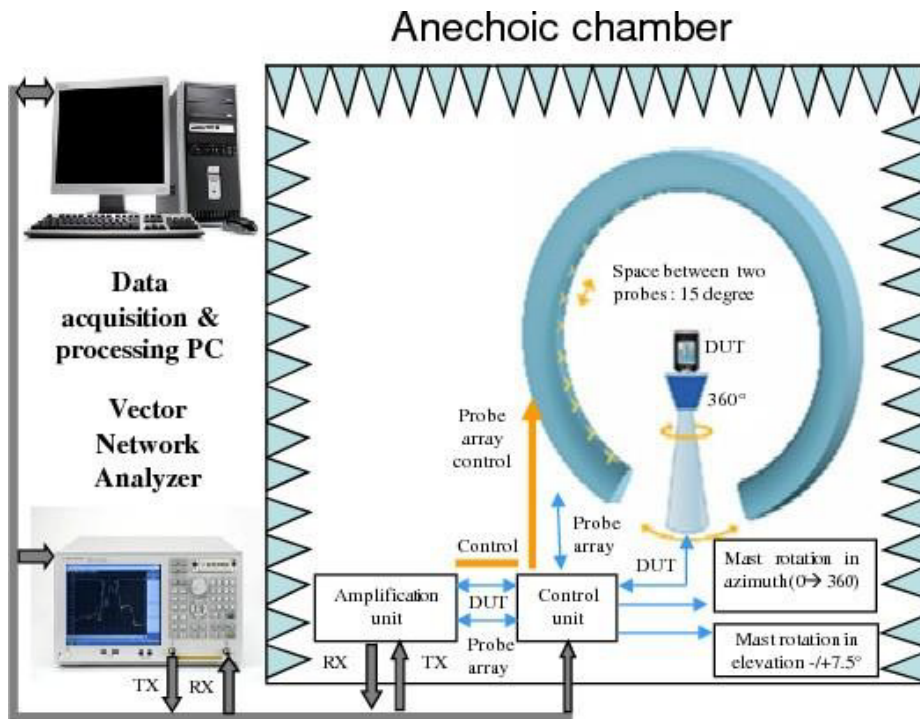 Anechoic chamber
Data
acquisition &
processing PC
Vector
Network
Analyzer
TX
RX
Space between two
probes : 15 degree
DUT
360°
Probe
array
control
Probe
array
Control
DUT
Mast rotation in
azimuth(0→ 360)
Amplification
unit
DUT
Control
unit
Probe
array
Mast rotation in
elevation -/+7.5°
RX
TX